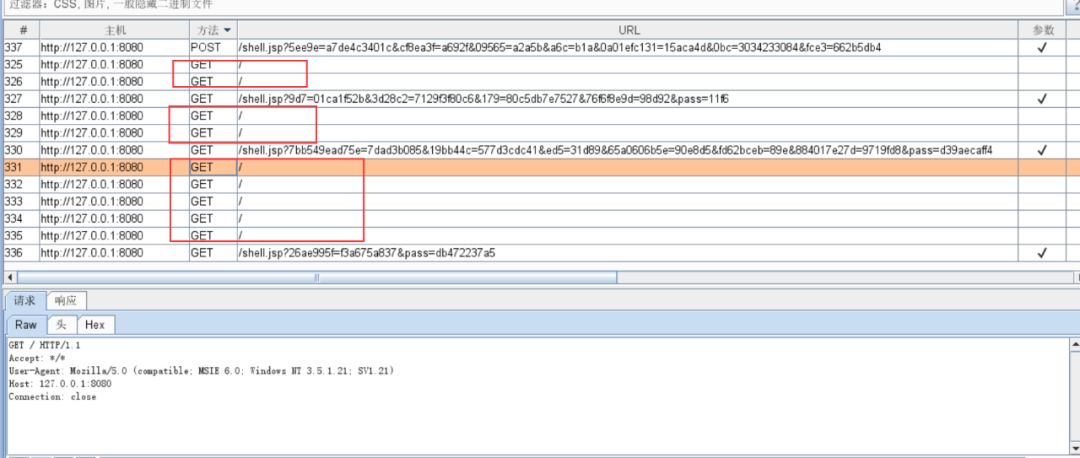 过滤器：CSS, 图片, 一般隐藏二进制文件
# 主机 方法 URL 参数
337 http://127.0.0.1:8080 POST /shell.jsp?5ee9e=a7de4c3401c&cf8ea3f=a692f&09565=a2a5b&a6c=b1a&0a01efc131=15aca4d&0bc=3034233084&fce3=662b5db4 ✓
325 http://127.0.0.1:8080 GET /
326 http://127.0.0.1:8080 GET /
327 http://127.0.0.1:8080 GET /shell.jsp?9d7=01ca1f52b&3d28c2=7129f3f80c6&179=80c5db7e7527&76f6f8e9d=98d92&pass=11f6 ✓
328 http://127.0.0.1:8080 GET /
329 http://127.0.0.1:8080 GET /
330 http://127.0.0.1:8080 GET /shell.jsp?7bb549ead75e=7dad3b085&19bb44c=577d3cdc41&ed5=31d89&65a0606b5e=90e8d5&fd62bceb=89e&884017e27d=9719fd8&pass=d39aecaff4 ✓
331 http://127.0.0.1:8080 GET /
332 http://127.0.0.1:8080 GET /
333 http://127.0.0.1:8080 GET /
334 http://127.0.0.1:8080 GET /
335 http://127.0.0.1:8080 GET /
336 http://127.0.0.1:8080 GET /shell.jsp?26ae995f=f3a675a837&pass=db472237a5 ✓
请求 响应
Raw 头 Hex
GET / HTTP/1.1
Accept: */*
User-Agent: Mozilla/5.0 (compatible; MSIE 6.0; Windows NT 3.5.1.21; SV1.21)
Host: 127.0.0.1:8080
Connection: close